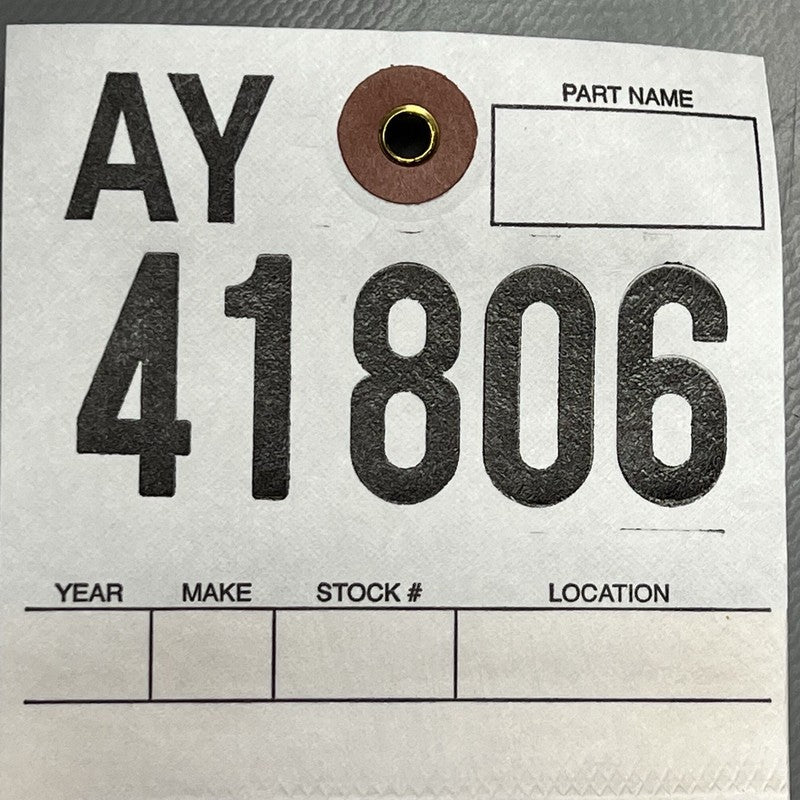 AY
PART NAME
41806
YEAR MAKE STOCK # LOCATION